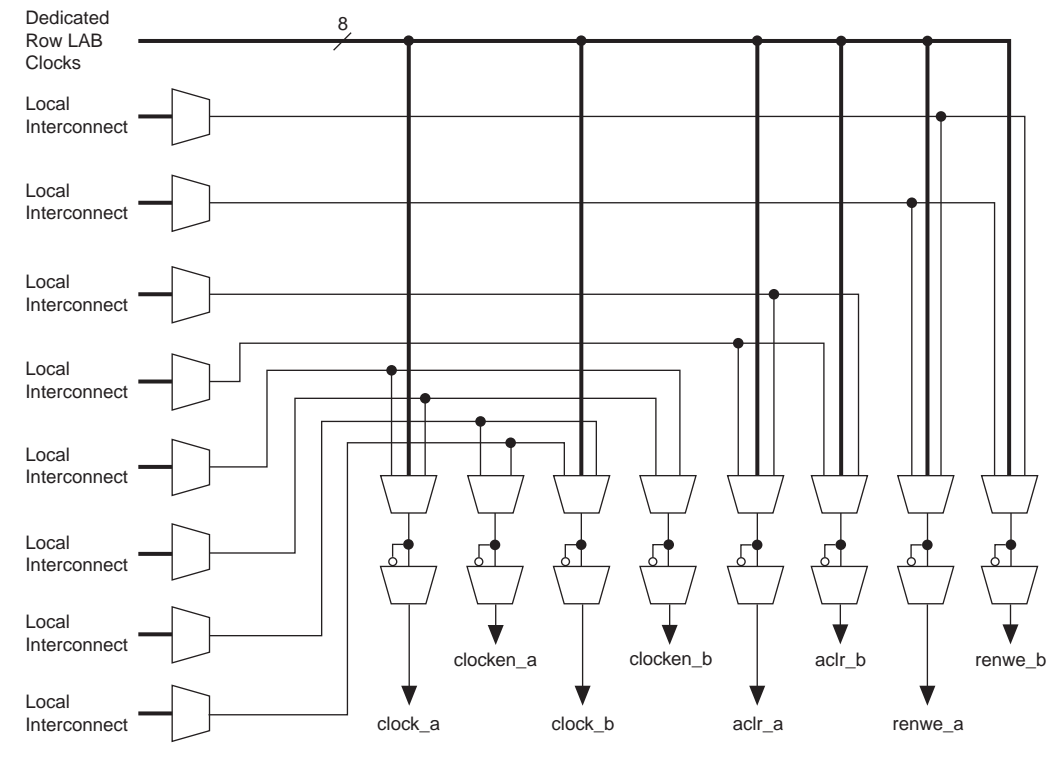 Dedicated
Row LAB
Clocks
8
Local
Interconnect
Local
Interconnect
Local
Interconnect
Local
Interconnect
Local
Interconnect
Local
Interconnect
Local
Interconnect
Local
Interconnect
clocken_a
clocken_b
aclr_b
renwe_b
clock_a
clock_b
aclr_a
renwe_a